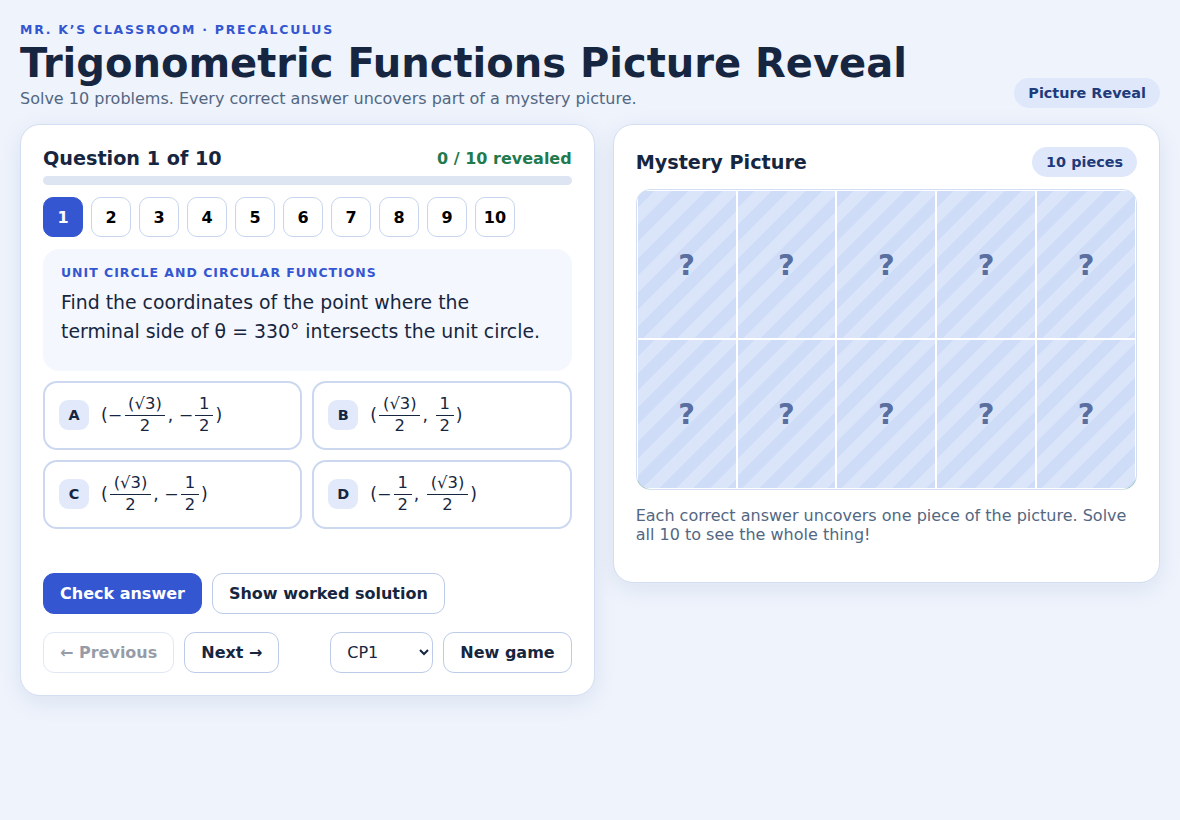 MR. K’S CLASSROOM · PRECALCULUS
Trigonometric Functions Picture Reveal
Solve 10 problems. Every correct answer uncovers part of a mystery picture.
Picture Reveal
Question 1 of 10
0 / 10 revealed
1 2 3 4 5 6 7 8 9 10
UNIT CIRCLE AND CIRCULAR FUNCTIONS
Find the coordinates of the point where the
terminal side of θ = 330° intersects the unit circle.
A (−(√3)/2, −1/2)
B ((√3)/2, 1/2)
C ((√3)/2, −1/2)
D (−1/2, (√3)/2)
Check answer
Show worked solution
← Previous
Next →
CP1
New game
Mystery Picture
10 pieces
? ? ? ? ?
? ? ? ? ?
Each correct answer uncovers one piece of the picture. Solve
all 10 to see the whole thing!